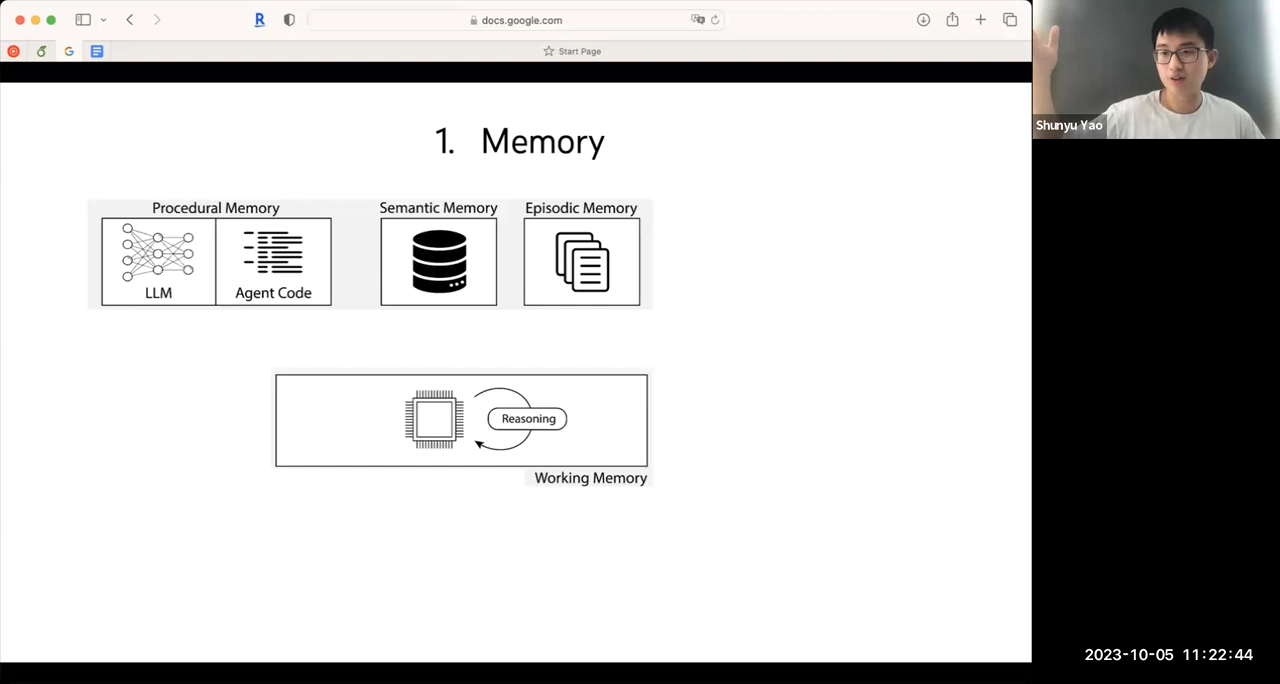 docs.google.com
Start Page
1. Memory
Procedural Memory
Semantic Memory
Episodic Memory
LLM
Agent Code
Reasoning
Working Memory
Shunyu Yao
2023-10-05 11:22:44